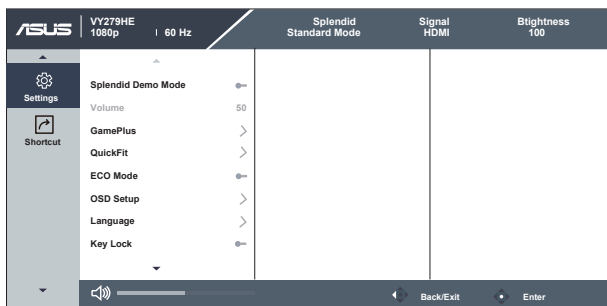 ASUS
VY279HE
1080p | 60 Hz
Splendid
Standard Mode
Signal
HDMI
Btightness
100
Settings
Shortcut
Splendid Demo Mode
Volume 50
GamePlus
QuickFit
ECO Mode
OSD Setup
Language
Key Lock
Back/Exit
Enter